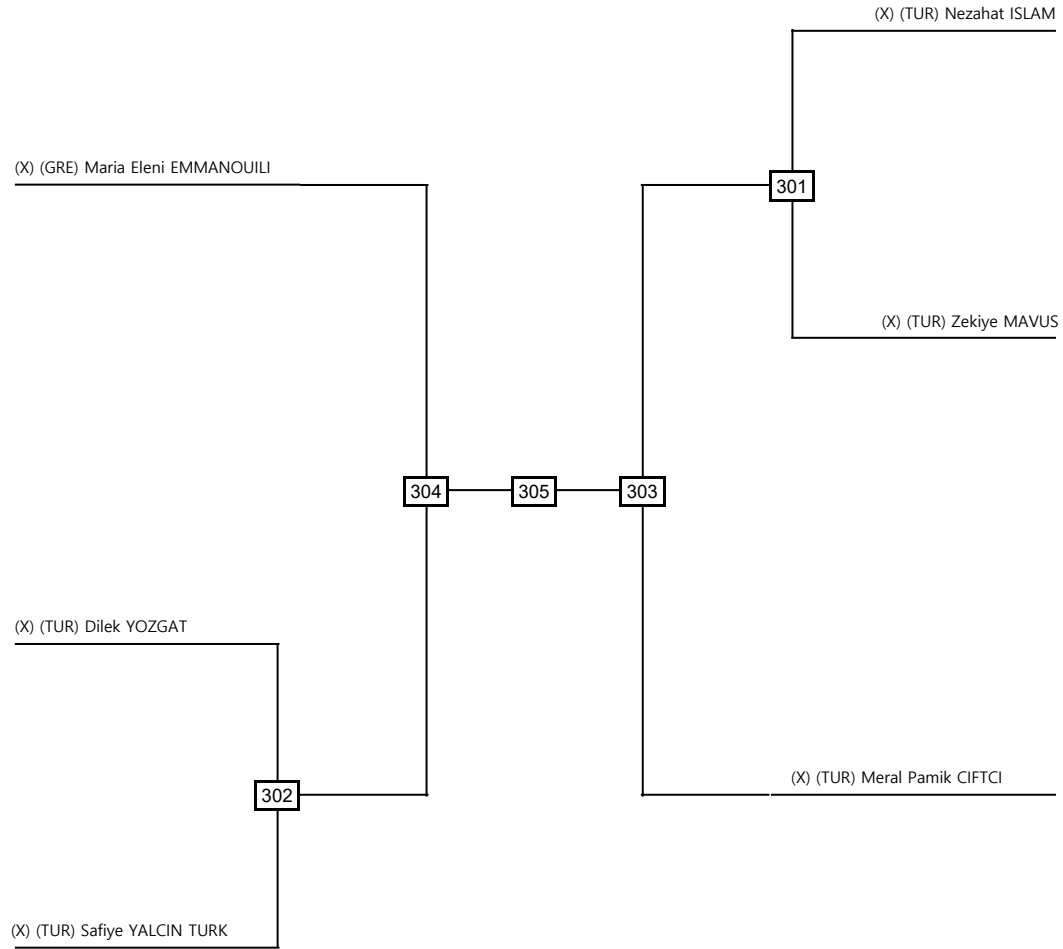 (X) (TUR) Nezahat ISLAM
(X) (GRE) Maria Eleni EMMANOUILI
301
(X) (TUR) Zekiye MAVUS
304
305
303
(X) (TUR) Dilek YOZGAT
(X) (TUR) Meral Pamik CIFTCI
302
(X) (TUR) Safiye YALCIN TURK